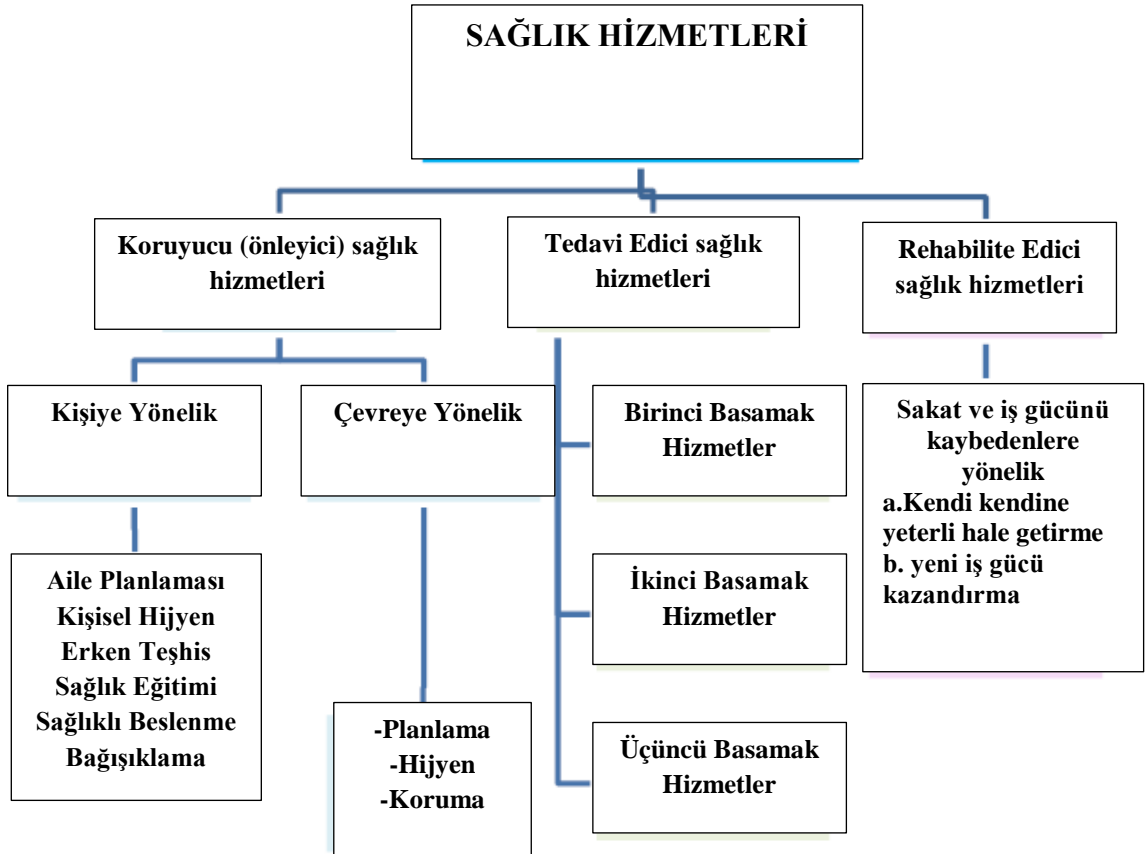 SAĞLIK HİZMETLERİ
Koruyucu (önleyici) sağlık
hizmetleri
Tedavi Edici sağlık
hizmetleri
Rehabilite Edici
sağlık hizmetleri
Kişiye Yönelik
Çevreye Yönelik
Birinci Basamak
Hizmetler
Sakat ve iş gücünü
kaybedenlere
yönelik
a.Kendi kendine
yeterli hale getirme
b. yeni iş gücü
kazandırma
Aile Planlaması
Kişisel Hijyen
Erken Teşhis
Sağlık Eğitimi
Sağlıklı Beslenme
Bağışıklama
İkinci Basamak
Hizmetler
-Planlama
-Hijyen
-Koruma
Üçüncü Basamak
Hizmetler